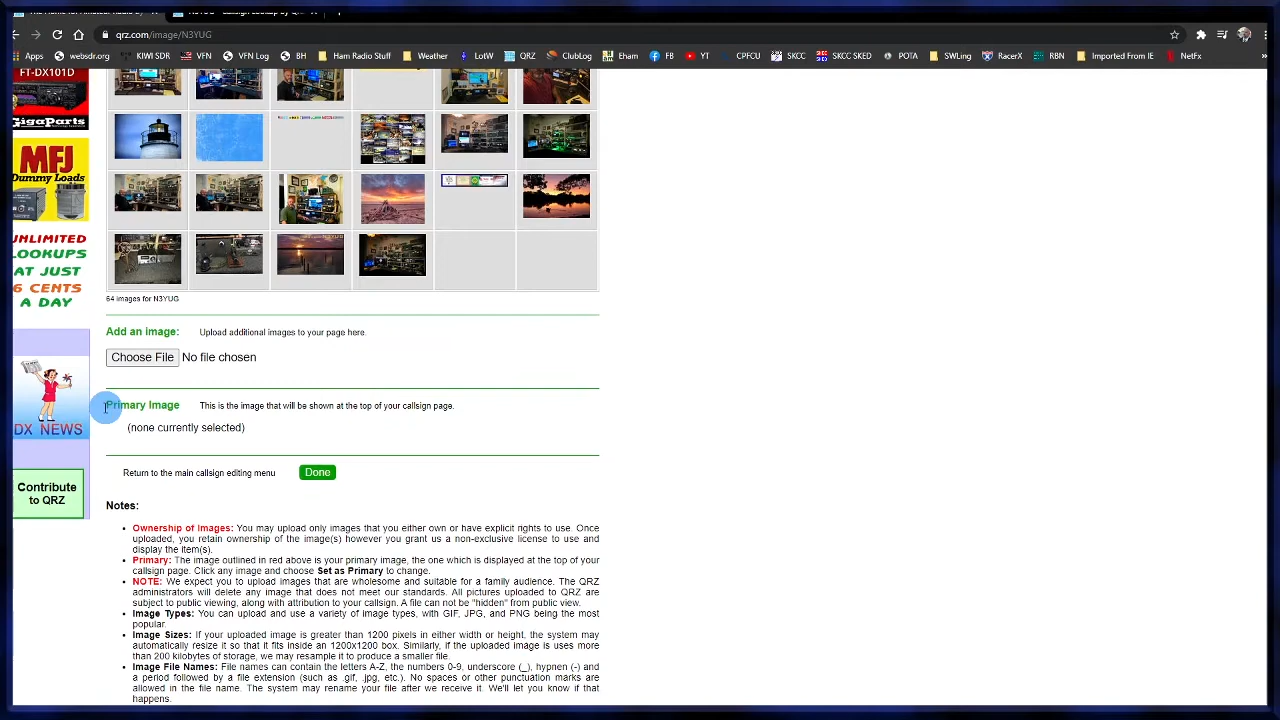 qrz.com/image/N3YUG
Apps websdr.org KIWI SDR VFN VFN Log BH Ham Radio Stuff Weather LotW QRZ ClubLog Eham FB YT CPFCU SKCC SKGC SKED POTA SWLing RacerX RBN Imported From IE NetFx »
FT-DX101D
GigaParts
MFJ
Dummy Loads
UNLIMITED
LOOKUPS
AT JUST
6 CENTS
A DAY
DX NEWS
Contribute
to QRZ
64 images for N3YUG
Add an image: Upload additional images to your page here.
Choose File No file chosen
Primary Image This is the image that will be shown at the top of your callsign page.
(none currently selected)
Return to the main callsign editing menu Done
Notes:
• Ownership of Images: You may upload only images that you either own or have explicit rights to use. Once
uploaded, you retain ownership of the image(s) however you grant us a non-exclusive license to use and
display the item(s).
• Primary: The image outlined in red above is your primary image, the one which is displayed at the top of your
callsign page. Click any image and choose Set as Primary to change.
• NOTE: We expect you to upload images that are wholesome and suitable for a family audience. The QRZ
administrators will delete any image that does not meet our standards. All pictures uploaded to QRZ are
subject to public viewing, along with attribution to your callsign. A file can not be "hidden" from public view.
• Image Types: You can upload and use a variety of image types, with GIF, JPG, and PNG being the most
popular.
• Image Sizes: If your uploaded image is greater than 1200 pixels in either width or height, the system may
automatically resize it so that it fits inside an 1200x1200 box. Similarly, if the uploaded image is uses more
than 200 kilobytes of storage, we may resample it to produce a smaller file.
• Image File Names: File names can contain the letters A-Z, the numbers 0-9, underscore (_), hypnen (-) and
a period followed by a file extension (such as .gif, .jpg, etc.). No spaces or other punctuation marks are
allowed in the file name. The system may rename your file after we receive it. We'll let you know if that
happens.